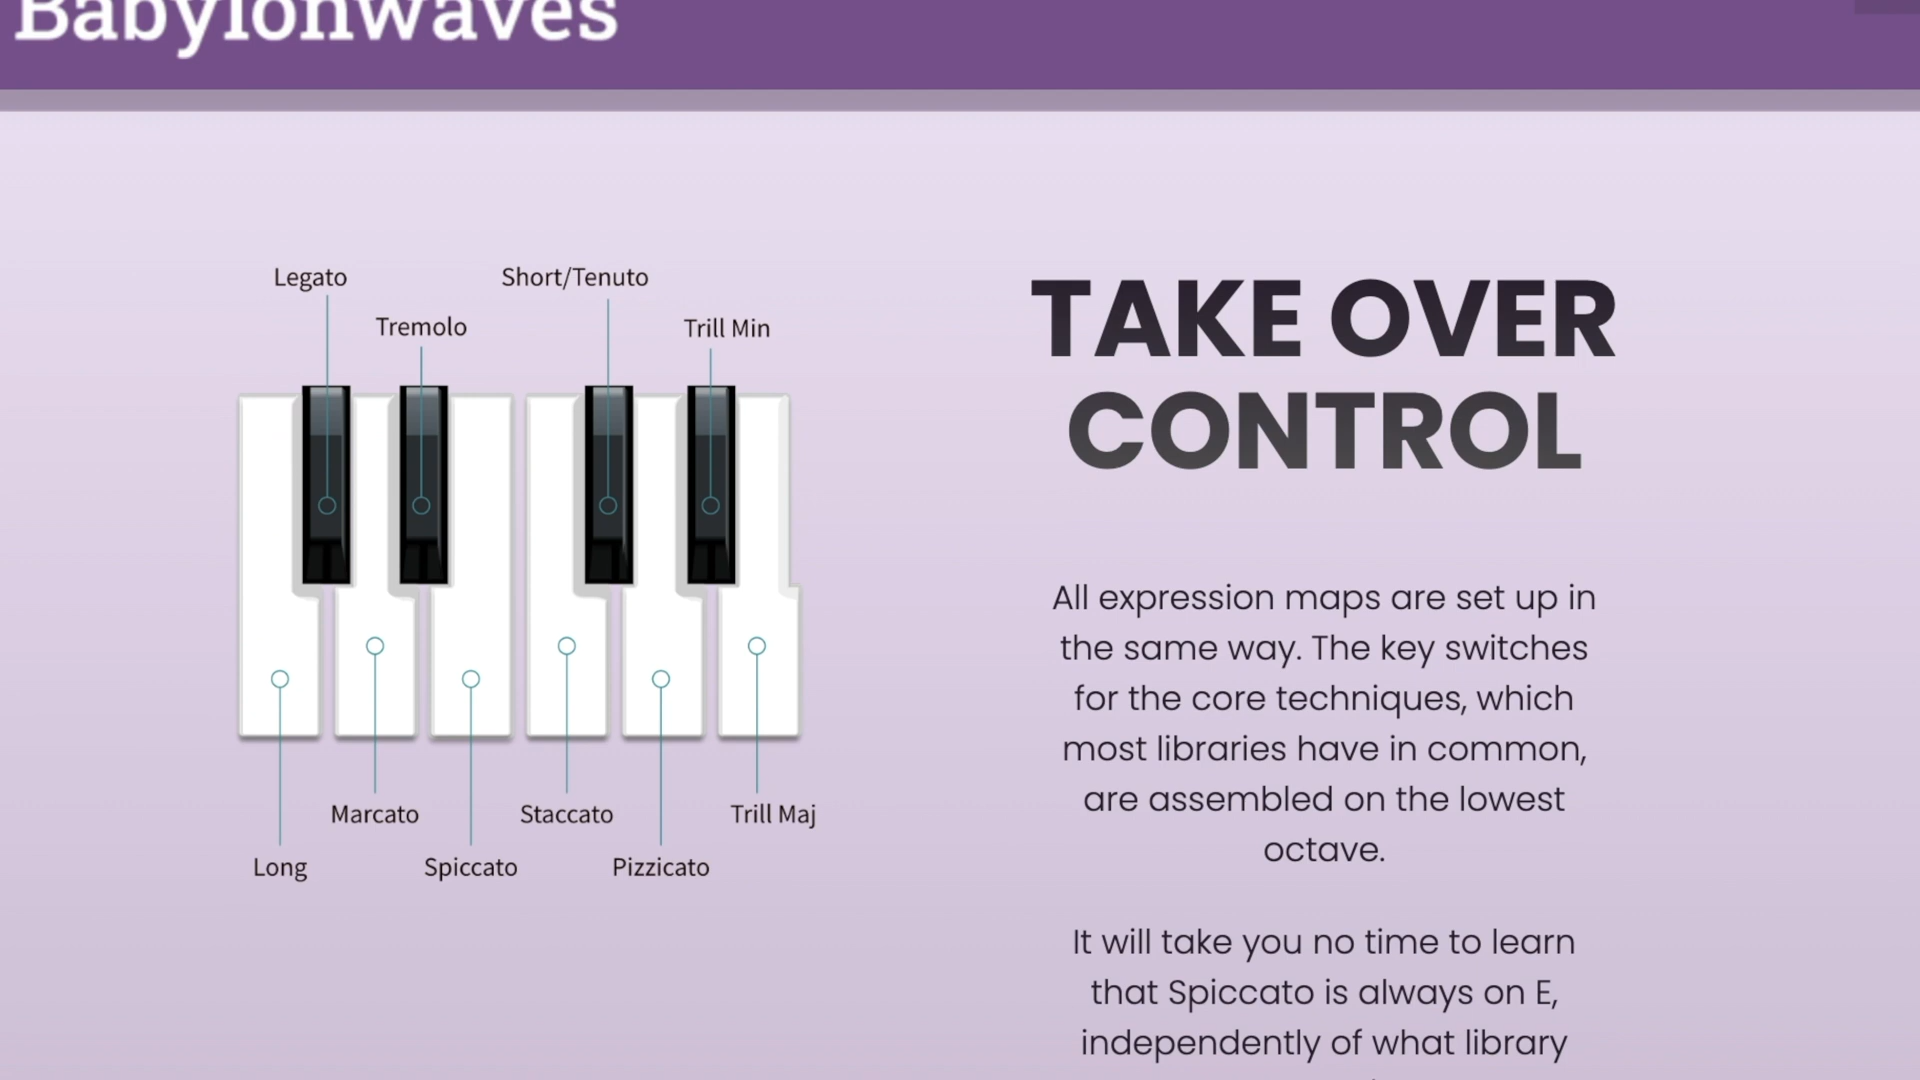 Babylonwaves
Legato
Short/Tenuto
Tremolo
Trill Min
Marcato
Staccato
Trill Maj
Long
Spiccato
Pizzicato
TAKE OVER
CONTROL
All expression maps are set up in
the same way. The key switches
for the core techniques, which
most libraries have in common,
are assembled on the lowest
octave.
It will take you no time to learn
that Spiccato is always on E,
independently of what library